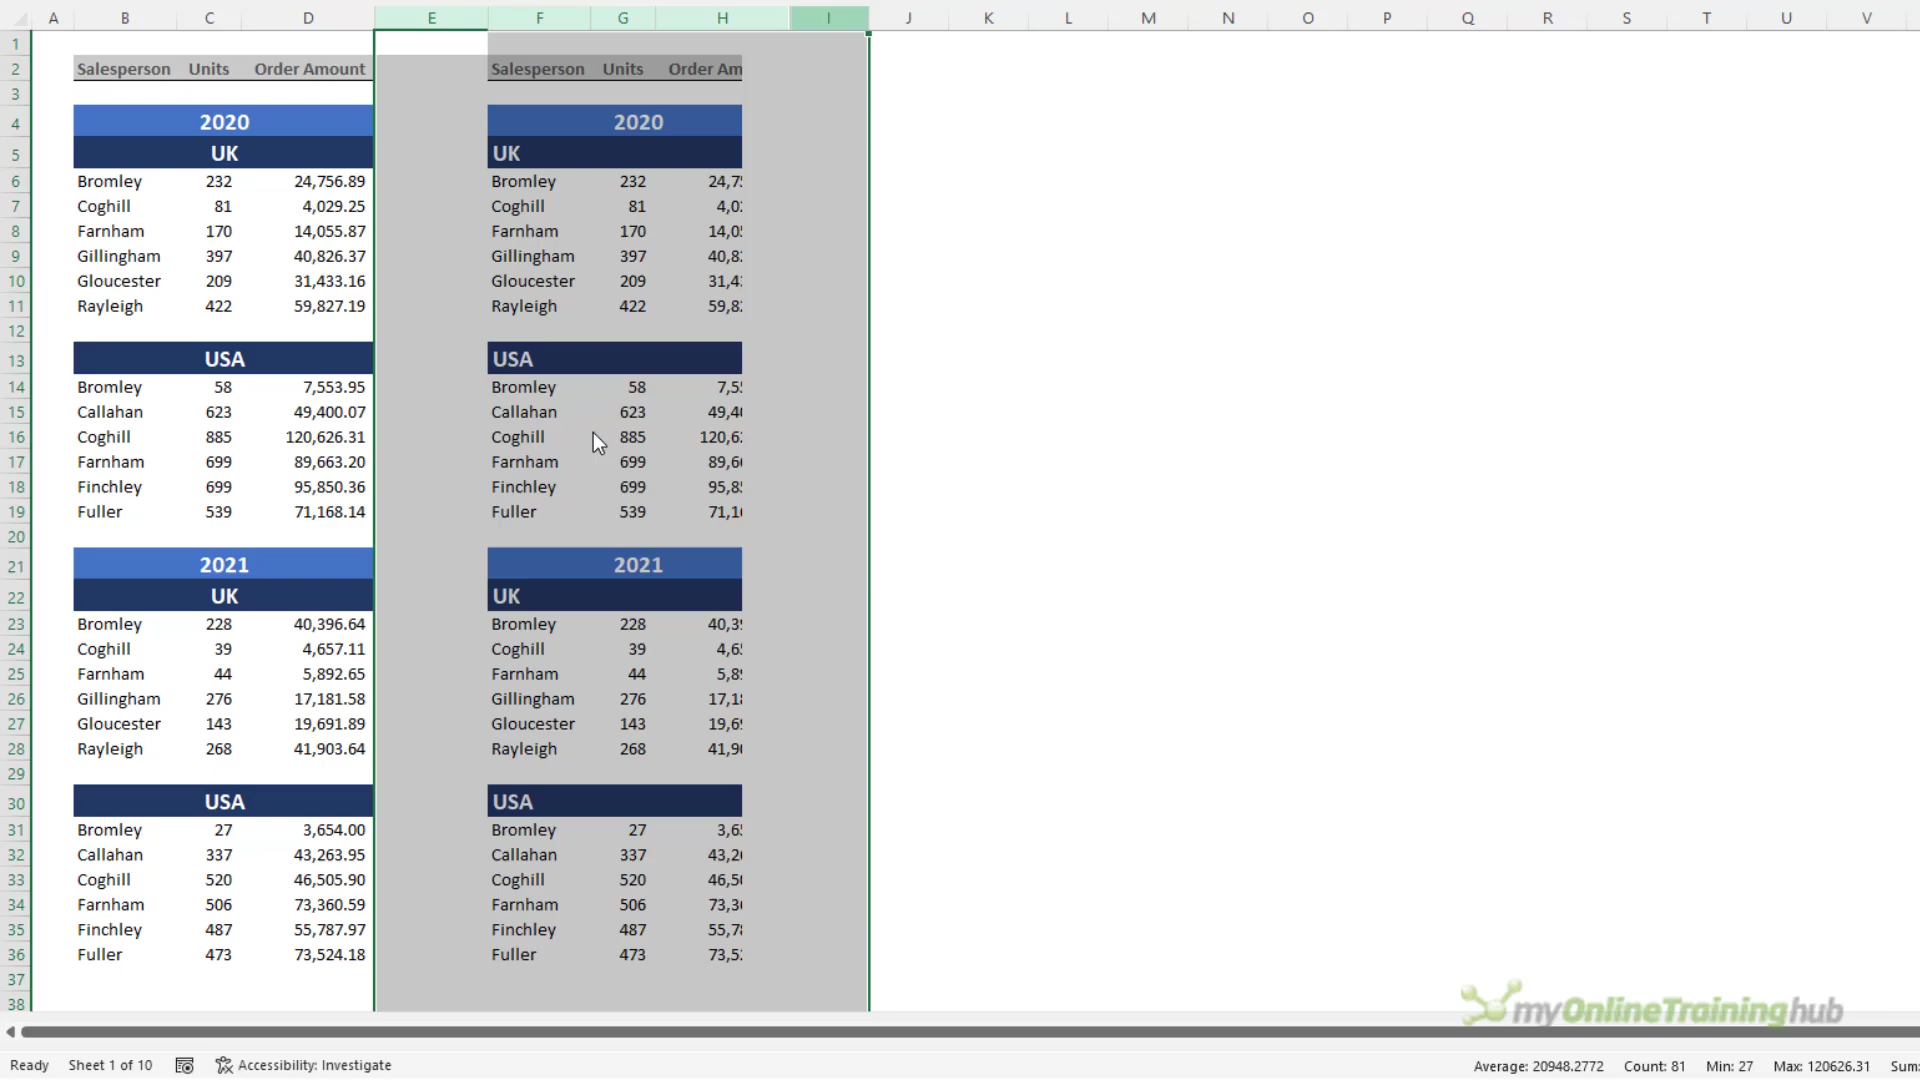 A B C D E F G H I J K L M N O P Q R S T U V
1
2 Salesperson Units Order Amount Salesperson Units Order Am
3
4 2020 2020
5 UK UK
6 Bromley 232 24,756.89 Bromley 232 24,7
7 Coghill 81 4,029.25 Coghill 81 4,0
8 Farnham 170 14,055.87 Farnham 170 14,0
9 Gillingham 397 40,826.37 Gillingham 397 40,8
10 Gloucester 209 31,433.16 Gloucester 209 31,4
11 Rayleigh 422 59,827.19 Rayleigh 422 59,8
12
13 USA USA
14 Bromley 58 7,553.95 Bromley 58 7,5
15 Callahan 623 49,400.07 Callahan 623 49,4
16 Coghill 885 120,626.31 Coghill 885 120,6
17 Farnham 699 89,663.20 Farnham 699 89,6
18 Finchley 699 95,850.36 Finchley 699 95,8
19 Fuller 539 71,168.14 Fuller 539 71,1
20
21 2021 2021
22 UK UK
23 Bromley 228 40,396.64 Bromley 228 40,3
24 Coghill 39 4,657.11 Coghill 39 4,6
25 Farnham 44 5,892.65 Farnham 44 5,8
26 Gillingham 276 17,181.58 Gillingham 276 17,1
27 Gloucester 143 19,691.89 Gloucester 143 19,6
28 Rayleigh 268 41,903.64 Rayleigh 268 41,9
29
30 USA USA
31 Bromley 27 3,654.00 Bromley 27 3,6
32 Callahan 337 43,263.95 Callahan 337 43,2
33 Coghill 520 46,505.90 Coghill 520 46,5
34 Farnham 506 73,360.59 Farnham 506 73,3
35 Finchley 487 55,787.97 Finchley 487 55,7
36 Fuller 473 73,524.18 Fuller 473 73,5
37
38
myOnlineTraininghub
Ready Sheet 1 of 10 Accessibility: Investigate Average: 20948.2772 Count: 81 Min: 27 Max: 120626.31 Sum: